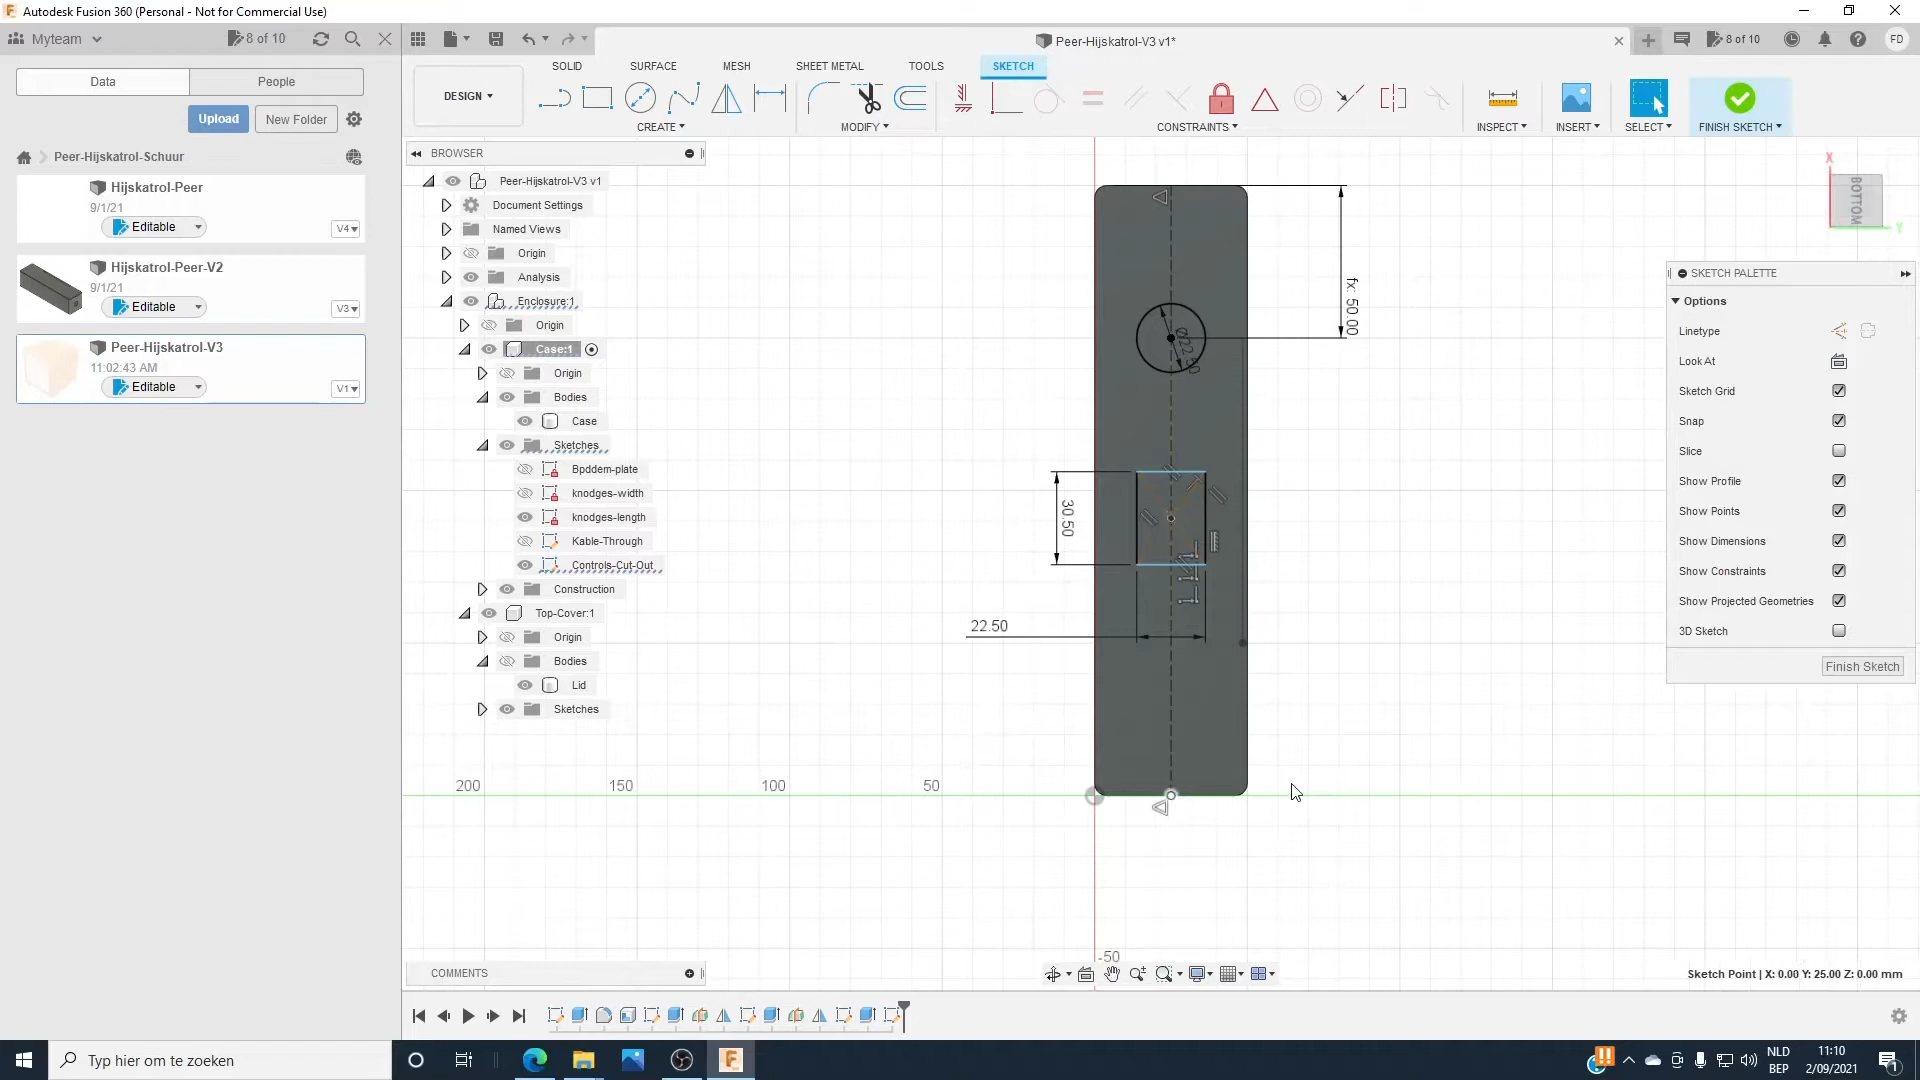 Autodesk Fusion 360 (Personal - Not for Commercial Use)
Myteam
8 of 10
Peer-Hijskatrol-V3 v1*
8 of 10
FD
Data
People
Upload
New Folder
Peer-Hijskatrol-Schuur
Hijskatrol-Peer
9/1/21
Editable
V4
Hijskatrol-Peer-V2
9/1/21
Editable
V3
Peer-Hijskatrol-V3
11:02:43 AM
Editable
V1
DESIGN
SOLID
SURFACE
MESH
SHEET METAL
TOOLS
SKETCH
CREATE
MODIFY
CONSTRAINTS
INSPECT
INSERT
SELECT
FINISH SKETCH
BROWSER
Peer-Hijskatrol-V3 v1
Document Settings
Named Views
Origin
Analysis
Enclosure:1
Origin
Case:1
Origin
Bodies
Case
Sketches
Bpddem-plate
knodges-width
knodges-length
Kable-Through
Controls-Cut-Out
Construction
Top-Cover:1
Origin
Bodies
Lid
Sketches
fx: 50.00
Ø22.50
30.50
22.50
200
150
100
50
-50
X
BOTTOM
Y
SKETCH PALETTE
Options
Linetype
Look At
Sketch Grid
Snap
Slice
Show Profile
Show Points
Show Dimensions
Show Constraints
Show Projected Geometries
3D Sketch
Finish Sketch
COMMENTS
Sketch Point | X: 0.00 Y: 25.00 Z: 0.00 mm
Typ hier om te zoeken
NLD
BEP
11:10
2/09/2021
1